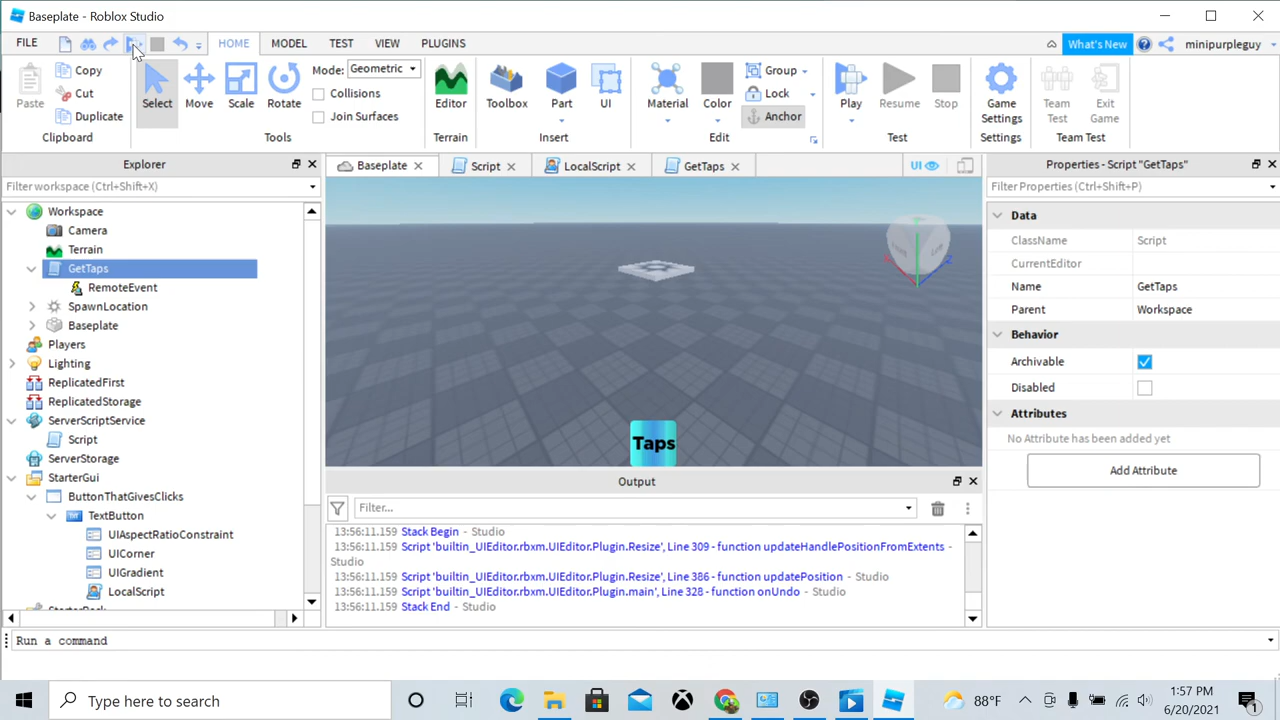 Baseplate - Roblox Studio
FILE
HOME
MODEL
TEST
VIEW
PLUGINS
What's New
minipurpleguy
Paste
Copy
Cut
Duplicate
Clipboard
Select
Move
Scale
Rotate
Tools
Mode:
Geometric
Collisions
Join Surfaces
Editor
Terrain
Toolbox
Part
UI
Insert
Material
Color
Group
Lock
Anchor
Edit
Play
Resume
Stop
Test
Game Settings
Settings
Team Test
Exit Game
Team Test
Explorer
Filter workspace (Ctrl+Shift+X)
Workspace
Camera
Terrain
GetTaps
RemoteEvent
SpawnLocation
Baseplate
Players
Lighting
ReplicatedFirst
ReplicatedStorage
ServerScriptService
Script
ServerStorage
StarterGui
ButtonThatGivesClicks
TextButton
UIAspectRatioConstraint
UICorner
UIGradient
LocalScript
Baseplate
Script
LocalScript
GetTaps
UI
Taps
Output
Filter...
13:56:11.159 Stack Begin - Studio
13:56:11.159 Script 'builtin_UIEditor.rbxm.UIEditor.Plugin.Resize', Line 309 - function updateHandlePositionFromExtents -
Studio
13:56:11.159 Script 'builtin_UIEditor.rbxm.UIEditor.Plugin.Resize', Line 386 - function updatePosition - Studio
13:56:11.159 Script 'builtin_UIEditor.rbxm.UIEditor.Plugin.main', Line 328 - function onUndo - Studio
13:56:11.159 Stack End - Studio
Properties - Script "GetTaps"
Filter Properties (Ctrl+Shift+P)
Data
ClassName Script
CurrentEditor
Name GetTaps
Parent Workspace
Behavior
Archivable
Disabled
Attributes
No Attribute has been added yet
Add Attribute
Run a command
Type here to search
88°F
1:57 PM
6/20/2021
1